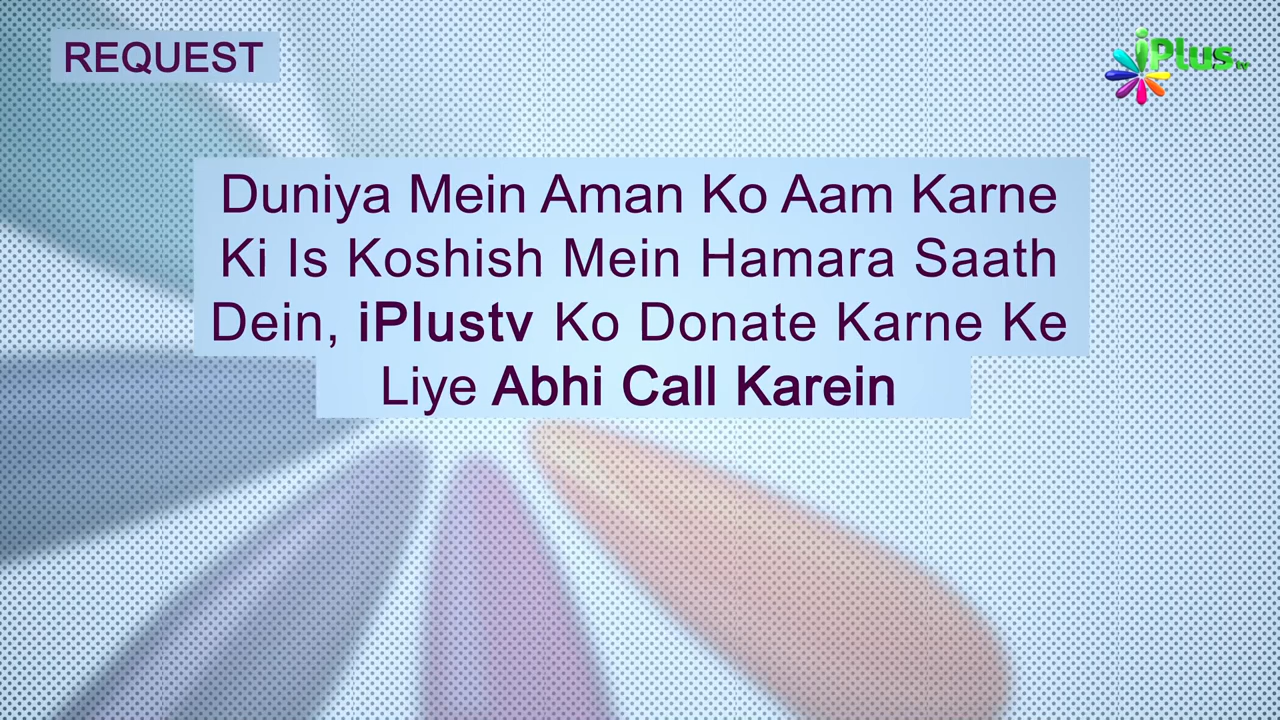 REQUEST
iPlus tv
Duniya Mein Aman Ko Aam Karne
Ki Is Koshish Mein Hamara Saath
Dein, iPlustv Ko Donate Karne Ke
Liye Abhi Call Karein